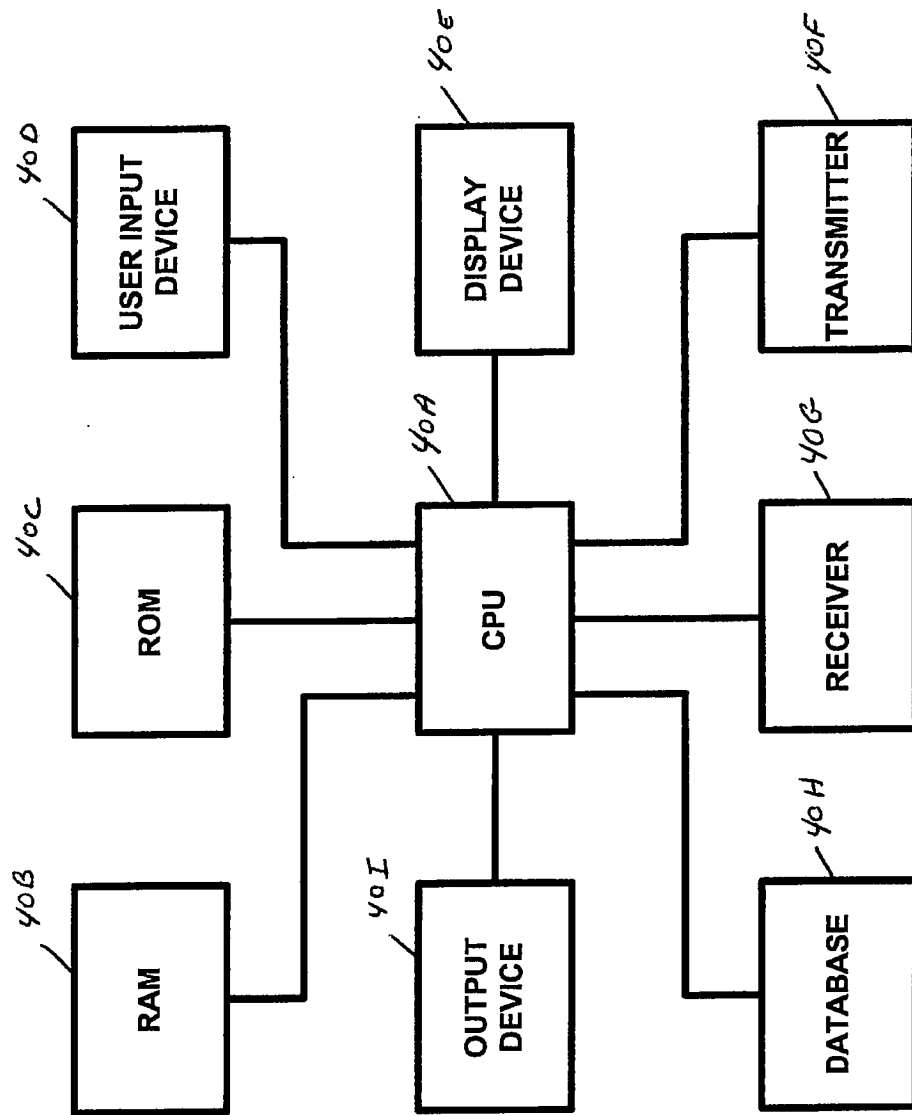 40B
RAM
40C
ROM
40D
USER INPUT
DEVICE
40I
OUTPUT
DEVICE
40A
CPU
40E
DISPLAY
DEVICE
40H
DATABASE
40G
RECEIVER
40F
TRANSMITTER